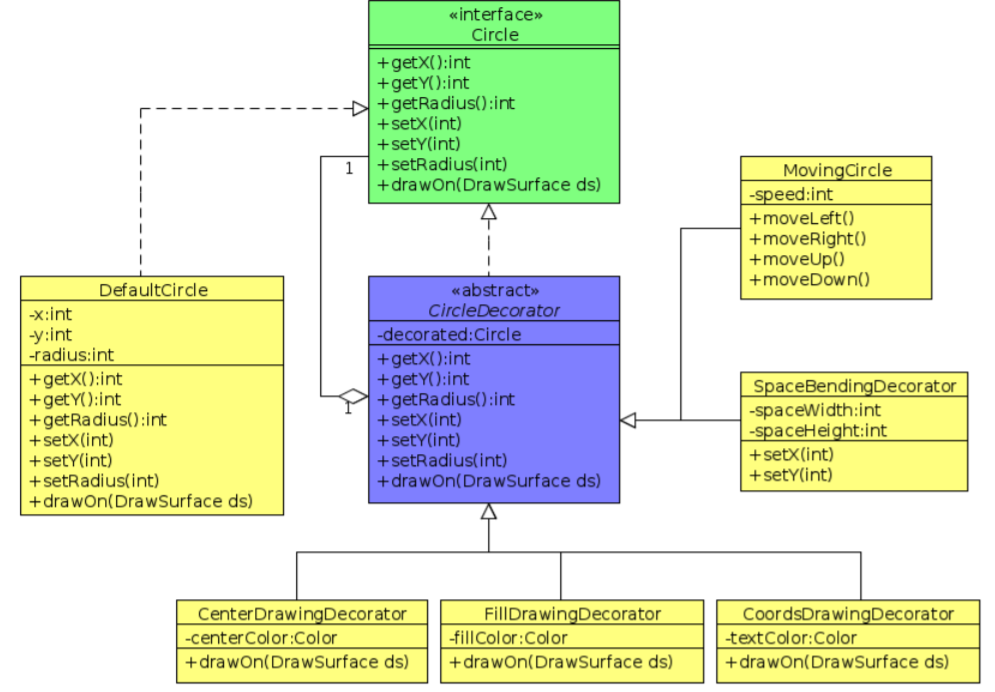 «interface»
Circle
+getX():int
+getY():int
+getRadius():int
+setX(int)
+setY(int)
+setRadius(int)
+drawOn(DrawSurface ds)
1
MovingCircle
-speed:int
+moveLeft()
+moveRight()
+moveUp()
+moveDown()
DefaultCircle
-x:int
-y:int
-radius:int
+getX():int
+getY():int
+getRadius():int
+setX(int)
+setY(int)
+setRadius(int)
+drawOn(DrawSurface ds)
«abstract»
CircleDecorator
-decorated:Circle
+getX():int
+getY():int
+getRadius():int
+setX(int)
+setY(int)
+setRadius(int)
+drawOn(DrawSurface ds)
1
SpaceBendingDecorator
-spaceWidth:int
-spaceHeight:int
+setX(int)
+setY(int)
CenterDrawingDecorator
-centerColor:Color
+drawOn(DrawSurface ds)
FillDrawingDecorator
-fillColor:Color
+drawOn(DrawSurface ds)
CoordsDrawingDecorator
-textColor:Color
+drawOn(DrawSurface ds)